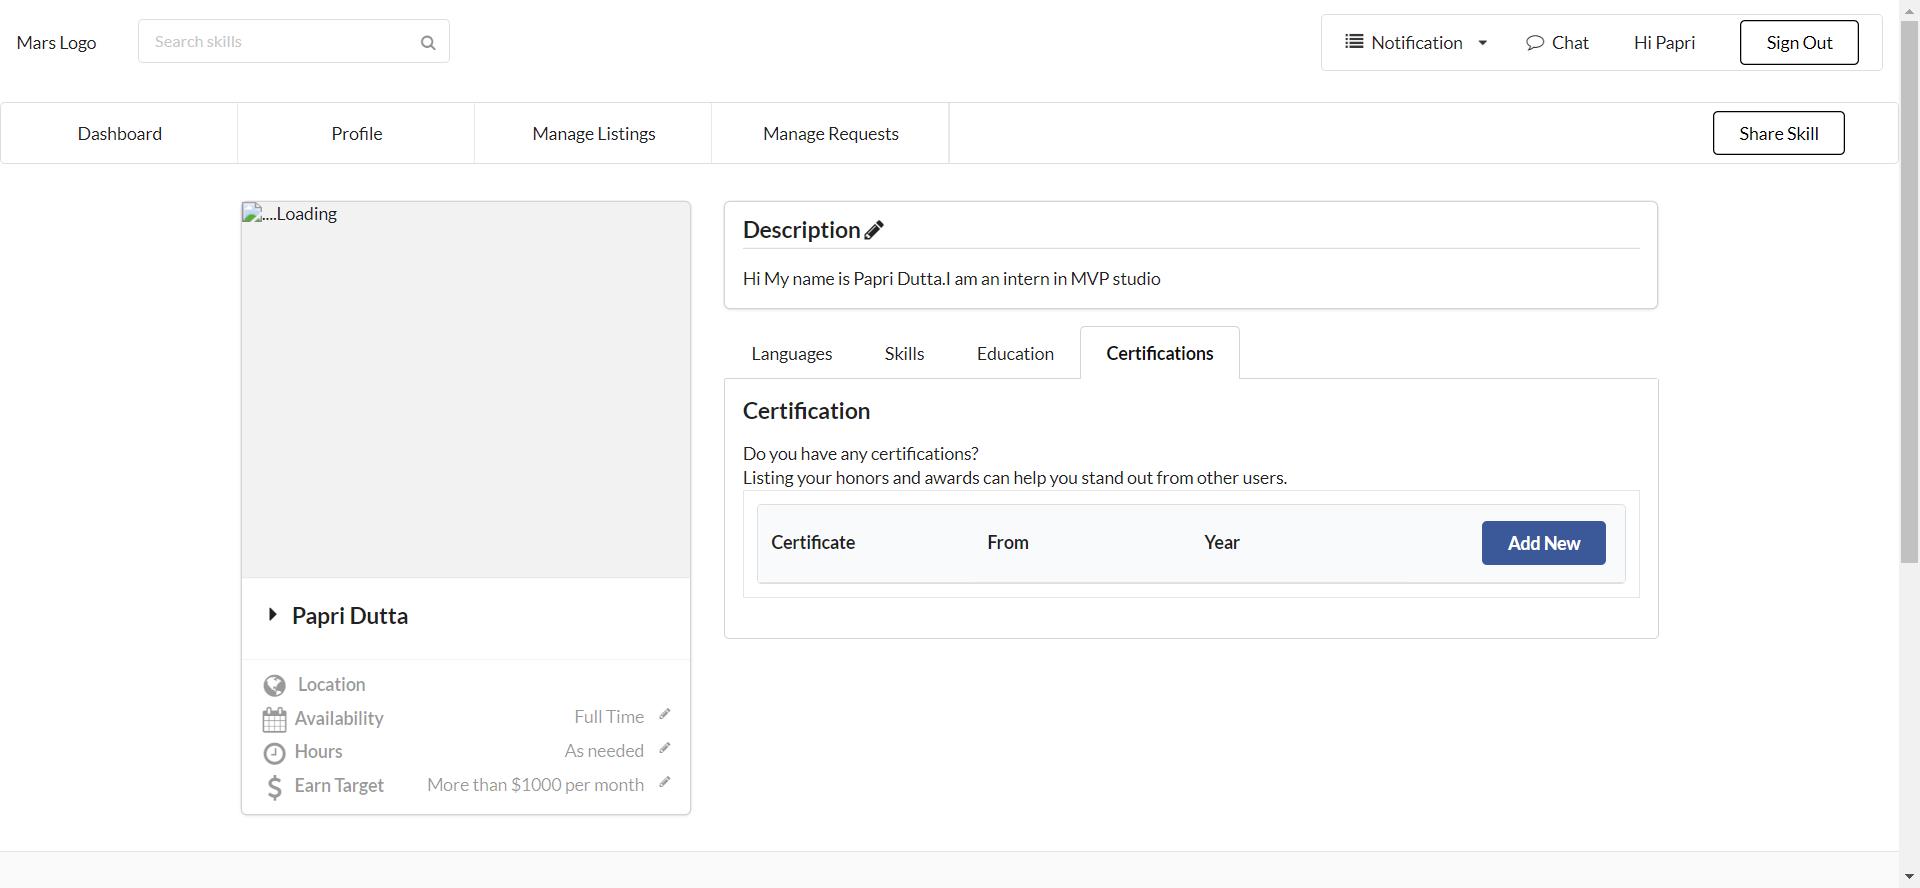 Mars Logo
Search skills
Notification
Chat
Hi Papri
Sign Out
Dashboard
Profile
Manage Listings
Manage Requests
Share Skill
....Loading
Papri Dutta
Location
Availability
Full Time
Hours
As needed
Earn Target
More than $1000 per month
Description
Hi My name is Papri Dutta.I am an intern in MVP studio
Languages
Skills
Education
Certifications
Certification
Do you have any certifications?
Listing your honors and awards can help you stand out from other users.
Certificate
From
Year
Add New